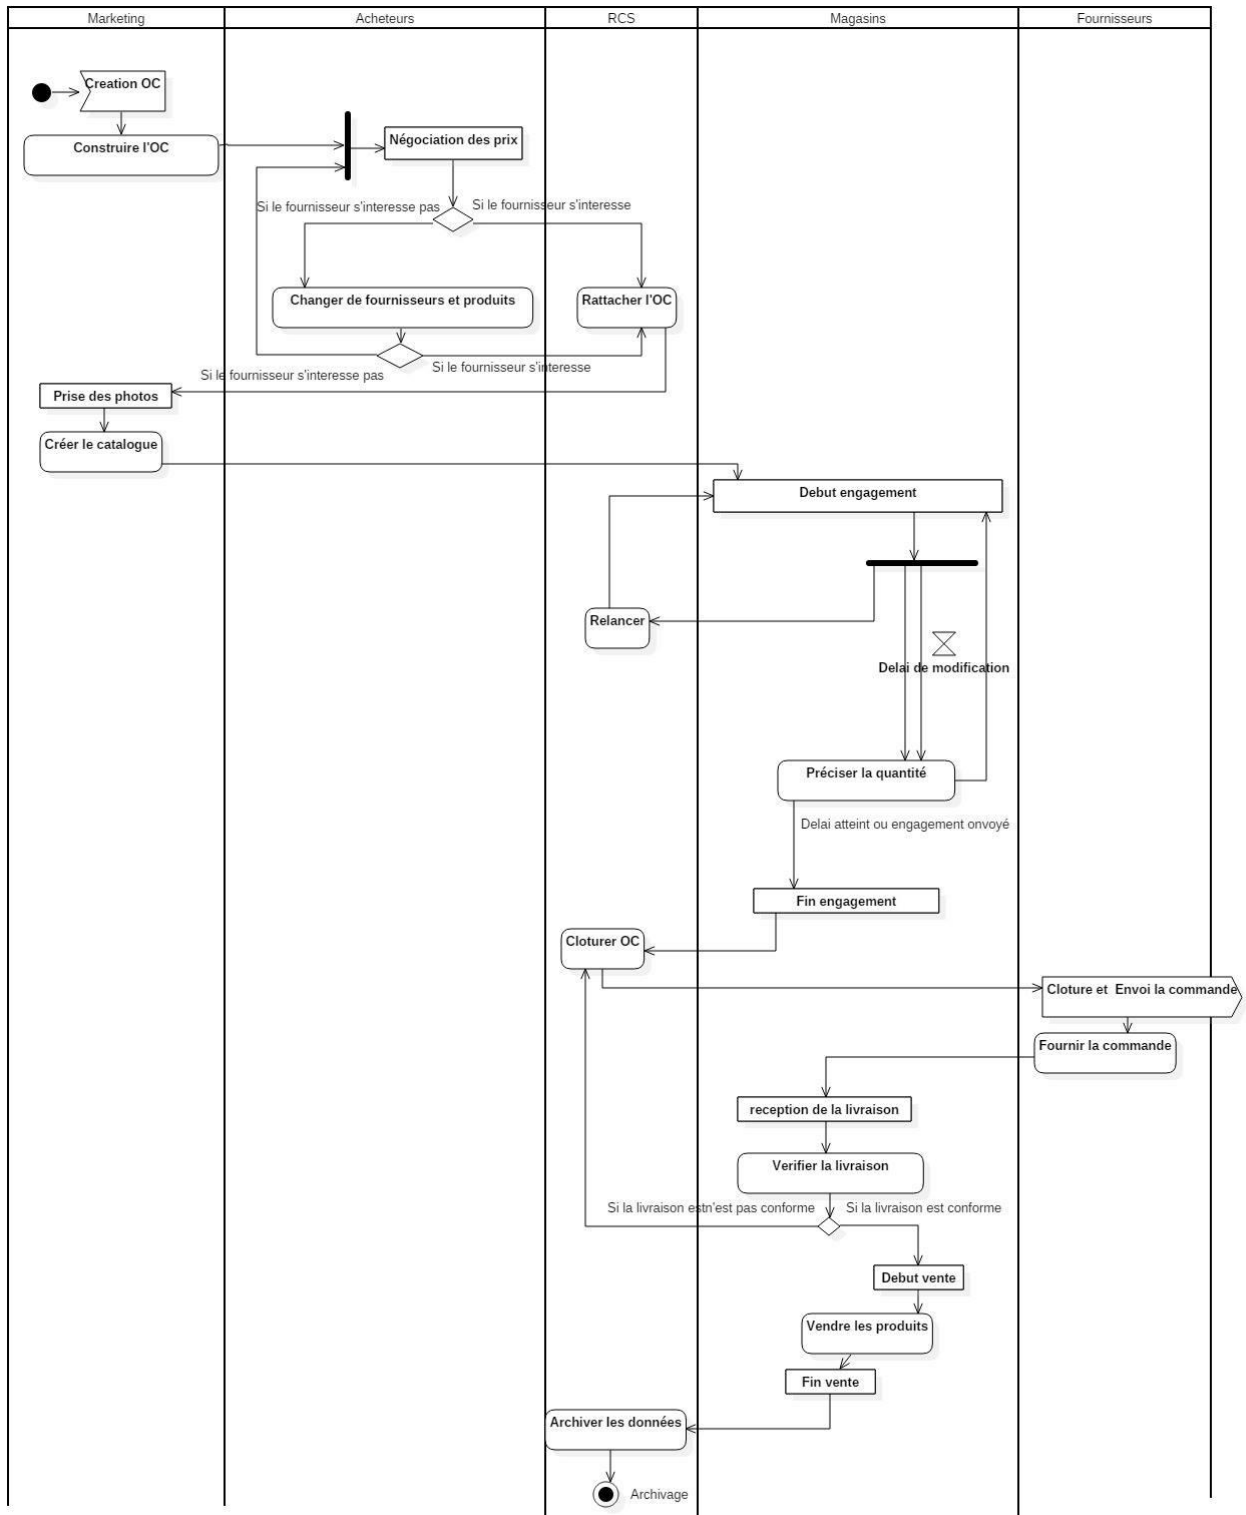 Marketing
Acheteurs
RCS
Magasins
Fournisseurs
Creation OC
Construire l'OC
Négociation des prix
Si le fournisseur s'interesse pas
Si le fournisseur s'interesse
Changer de fournisseurs et produits
Rattacher l'OC
Si le fournisseur s'interesse pas
Si le fournisseur s'interesse
Prise des photos
Créer le catalogue
Debut engagement
Relancer
Delai de modification
Préciser la quantité
Delai atteint ou engagement onvoyé
Fin engagement
Cloturer OC
Cloture et Envoi la commande
Fournir la commande
reception de la livraison
Verifier la livraison
Si la livraison estn'est pas conforme
Si la livraison est conforme
Debut vente
Vendre les produits
Fin vente
Archiver les données
Archivage